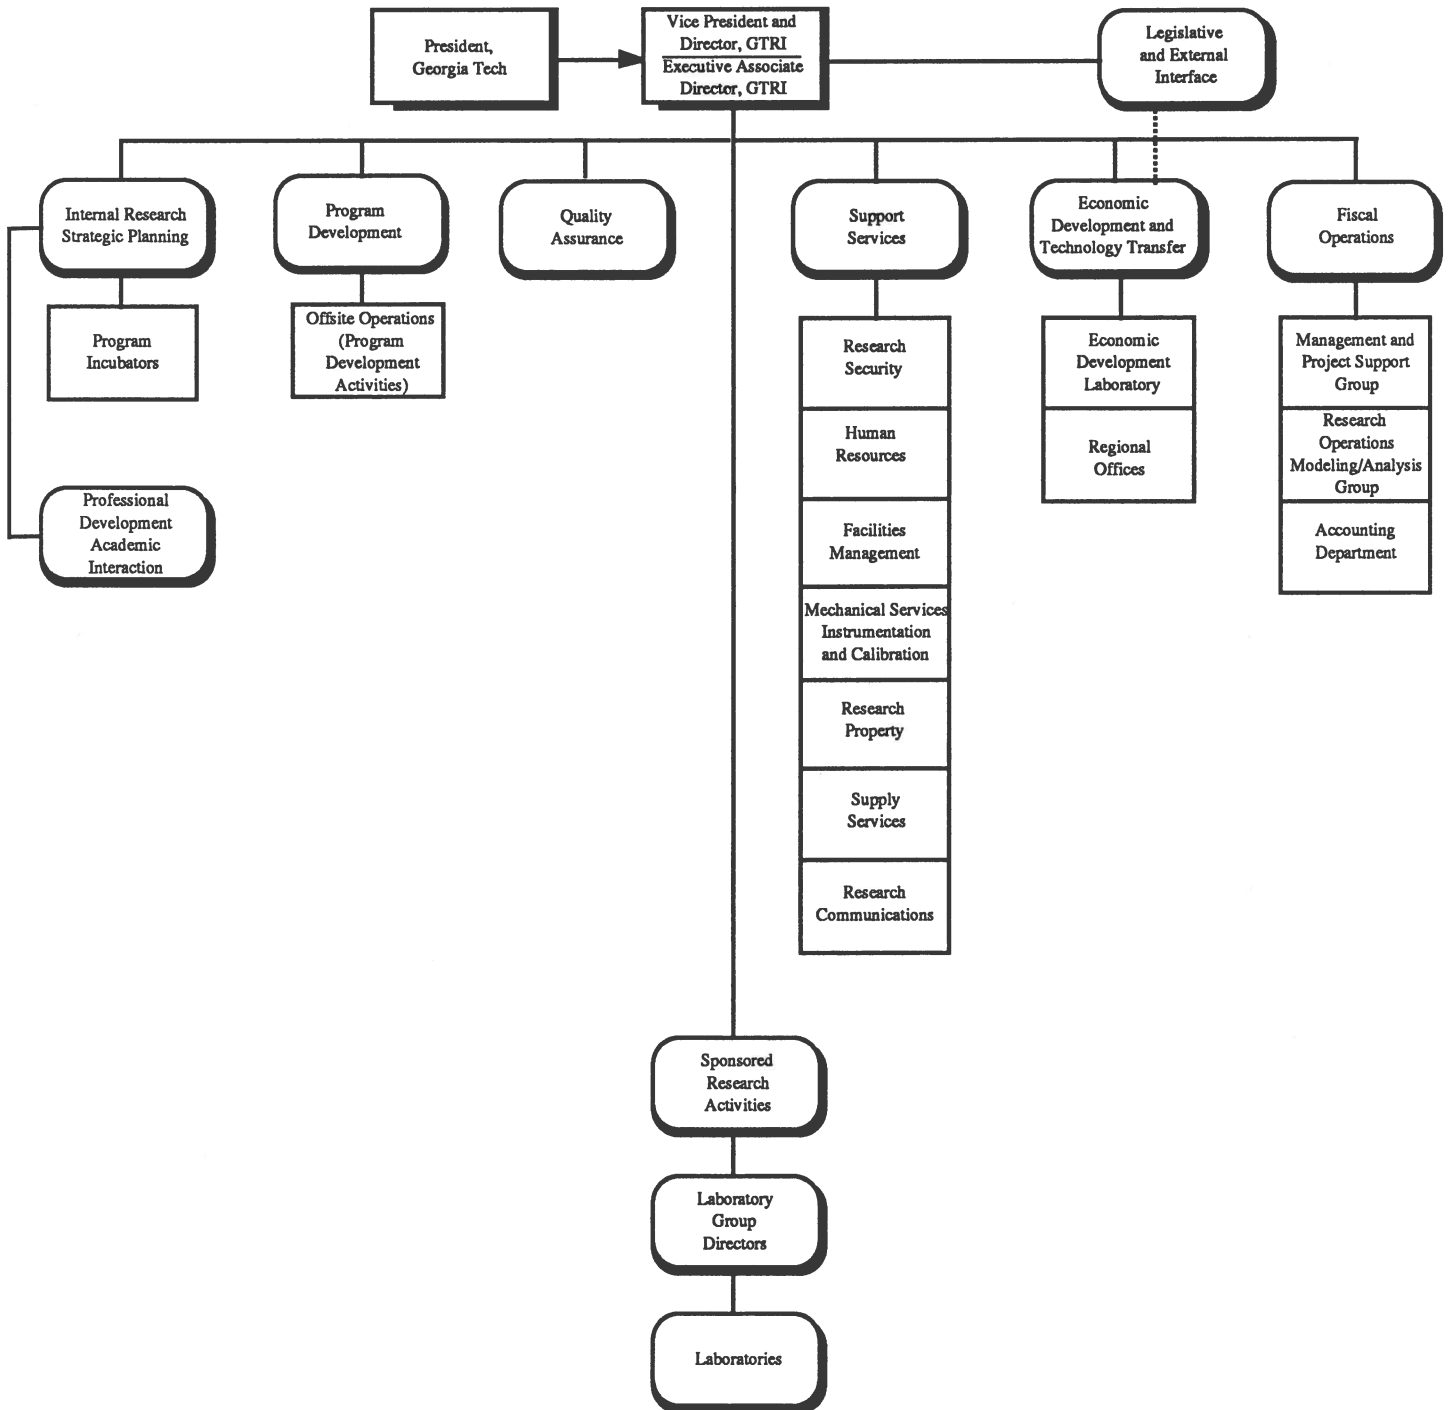 President,
Georgia Tech
Vice President and
Director, GTRI
Executive Associate
Director, GTRI
Legislative
and External
Interface
Internal Research
Strategic Planning
Program
Development
Quality
Assurance
Support
Services
Economic
Development and
Technology Transfer
Fiscal
Operations
Program
Incubators
Offsite Operations
(Program
Development
Activities)
Research
Security
Human
Resources
Facilities
Management
Mechanical Services
Instrumentation
and Calibration
Research
Property
Supply
Services
Research
Communications
Economic
Development
Laboratory
Regional
Offices
Management and
Project Support
Group
Research
Operations
Modeling/Analysis
Group
Accounting
Department
Professional
Development
Academic
Interaction
Sponsored
Research
Activities
Laboratory
Group
Directors
Laboratories